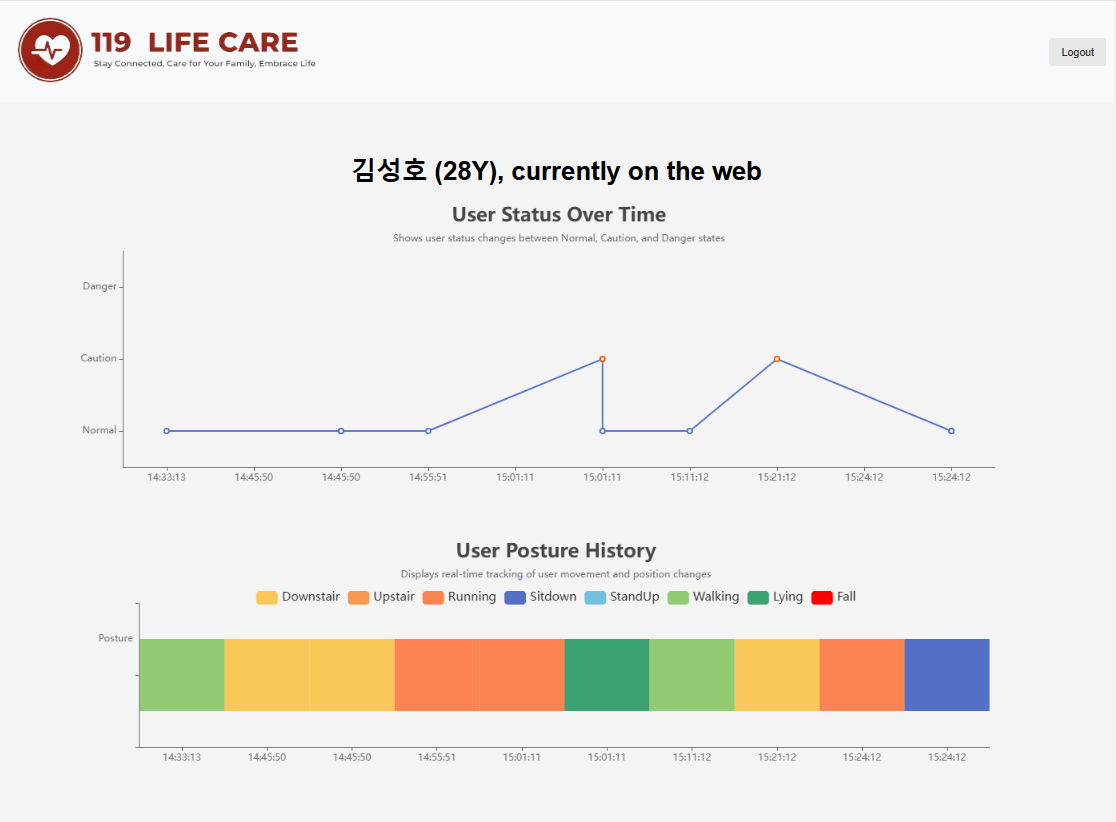 119 LIFE CARE
Stay Connected, Care for Your Family, Embrace Life
Logout
김성호 (28Y), currently on the web
User Status Over Time
Shows user status changes between Normal, Caution, and Danger states
Danger
Caution
Normal
14:33:13 14:45:50 14:45:50 14:55:51 15:01:11 15:01:11 15:11:12 15:21:12 15:24:12 15:24:12
User Posture History
Displays real-time tracking of user movement and position changes
Downstair Upstair Running Sitdown StandUp Walking Lying Fall
Posture
14:33:13 14:45:50 14:45:50 14:55:51 15:01:11 15:01:11 15:11:12 15:21:12 15:24:12 15:24:12